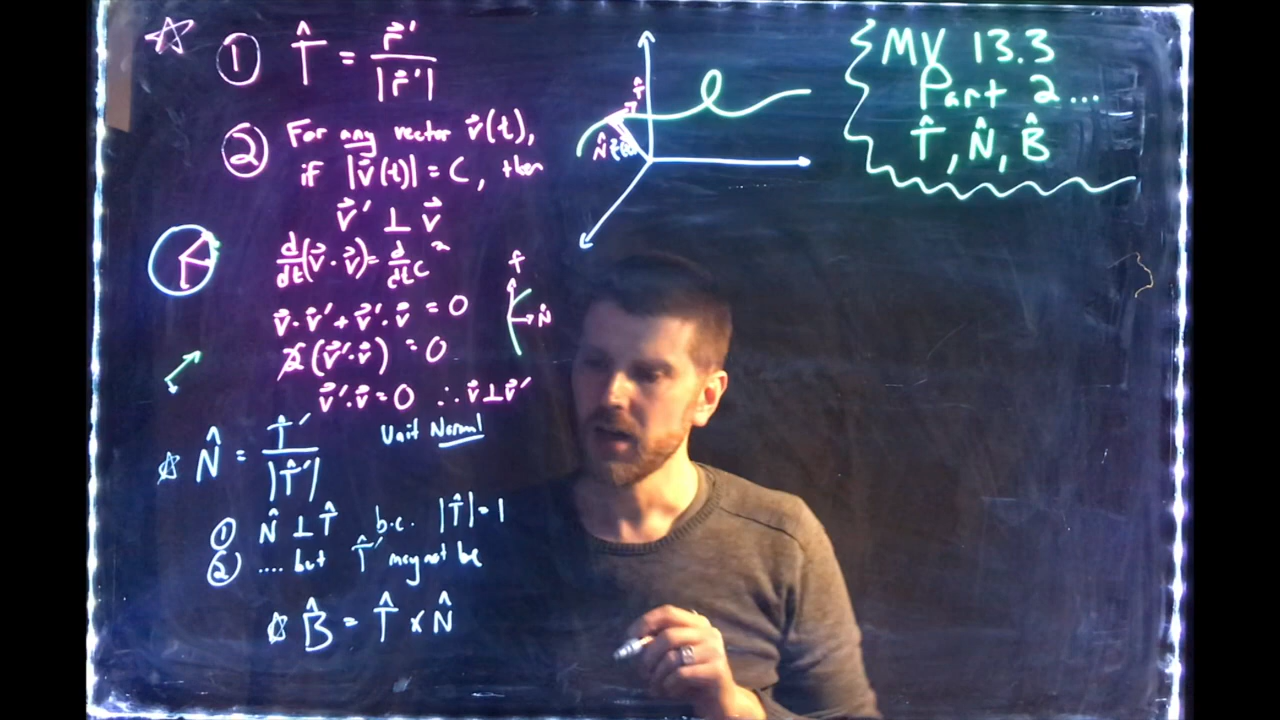 ☆ ① T̂ = r⃗′ / |r⃗′|
② For any vector v⃗(t),
if |v⃗(t)| = C, then
v⃗′ ⊥ v⃗
d/dt(v⃗ · v⃗) = d/dt c²
v⃗ · v⃗′ + v⃗′ · v⃗ = 0
2(v⃗′ · v⃗) = 0
v⃗′ · v⃗ = 0 ∴ v⃗ ⊥ v⃗′
☆ N̂ = T̂′ / |T̂′| Unit Normal
① N̂ ⊥ T̂ b.c. |T̂| = 1
② .... but T̂′ may not be
☆ B̂ = T̂ × N̂
T̂
N̂
T̂
N̂
MV 13.3
Part 2...
T̂, N̂, B̂